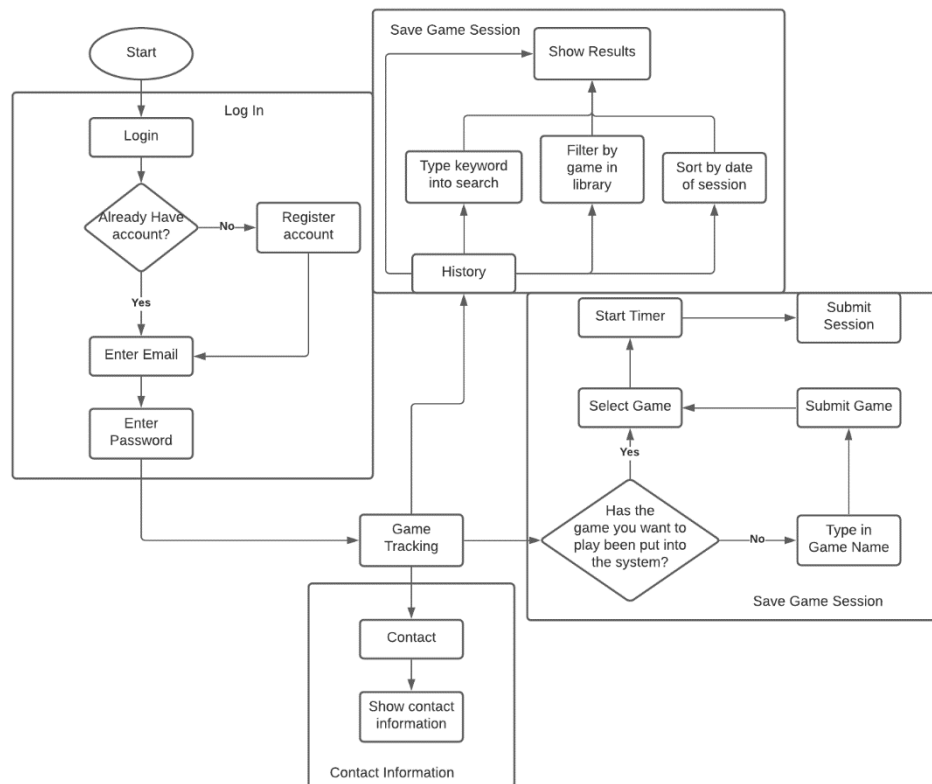 Start
Log In
Login
Already Have
account?
No
Register
account
Yes
Enter Email
Enter
Password
Save Game Session
Show Results
Type keyword
into search
Filter by
game in
library
Sort by date
of session
History
Start Timer
Submit
Session
Select Game
Submit Game
Yes
Has the
game you want to
play been put into
the system?
No
Type in
Game Name
Save Game Session
Game
Tracking
Contact
Show contact
information
Contact Information